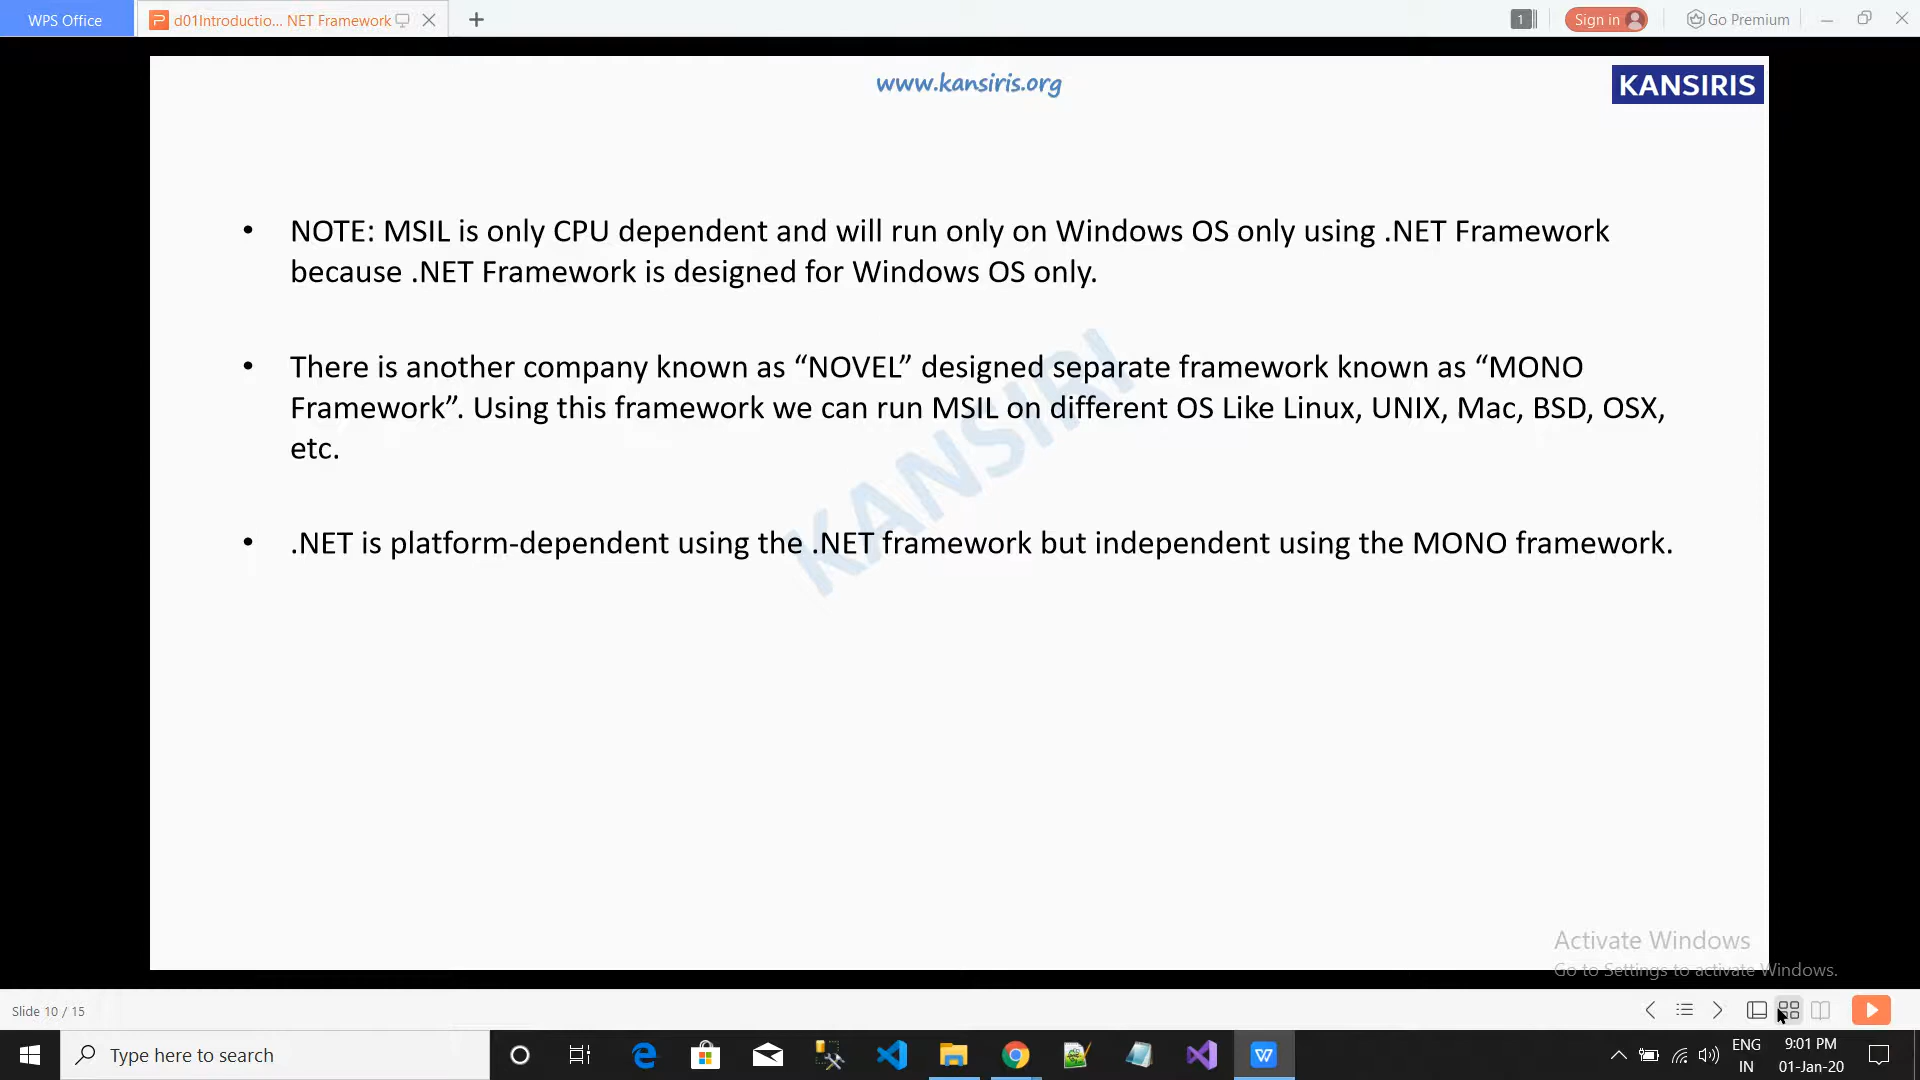 WPS Office
d01Introductio... NET Framework
1
Sign in
Go Premium
www.kansiris.org
KANSIRIS
• NOTE: MSIL is only CPU dependent and will run only on Windows OS only using .NET Framework
because .NET Framework is designed for Windows OS only.
• There is another company known as “NOVEL” designed separate framework known as “MONO
Framework”. Using this framework we can run MSIL on different OS Like Linux, UNIX, Mac, BSD, OSX,
etc.
• .NET is platform-dependent using the .NET framework but independent using the MONO framework.
KANSIRI
Activate Windows
Go to Settings to activate Windows.
Slide 10 / 15
Type here to search
ENG
IN
9:01 PM
01-Jan-20